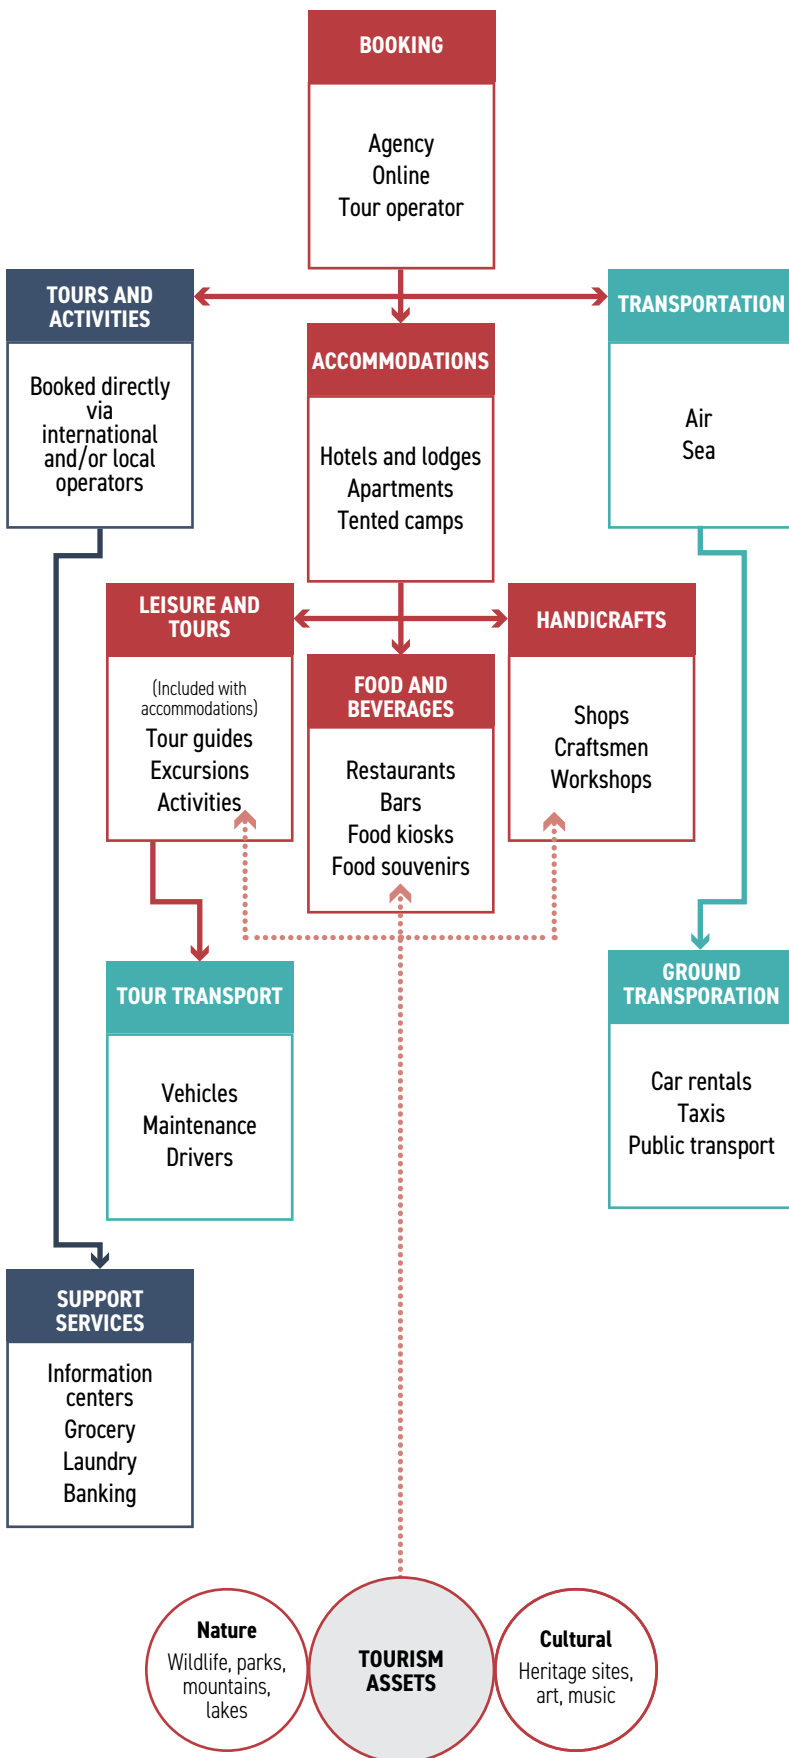 BOOKING
Agency
Online
Tour operator
TOURS AND
ACTIVITIES
Booked directly
via
international
and/or local
operators
ACCOMMODATIONS
Hotels and lodges
Apartments
Tented camps
TRANSPORTATION
Air
Sea
LEISURE AND
TOURS
(Included with
accommodations)
Tour guides
Excursions
Activities
FOOD AND
BEVERAGES
Restaurants
Bars
Food kiosks
Food souvenirs
HANDICRAFTS
Shops
Craftsmen
Workshops
TOUR TRANSPORT
Vehicles
Maintenance
Drivers
GROUND
TRANSPORATION
Car rentals
Taxis
Public transport
SUPPORT
SERVICES
Information
centers
Grocery
Laundry
Banking
Nature
Wildlife, parks,
mountains,
lakes
TOURISM
ASSETS
Cultural
Heritage sites,
art, music